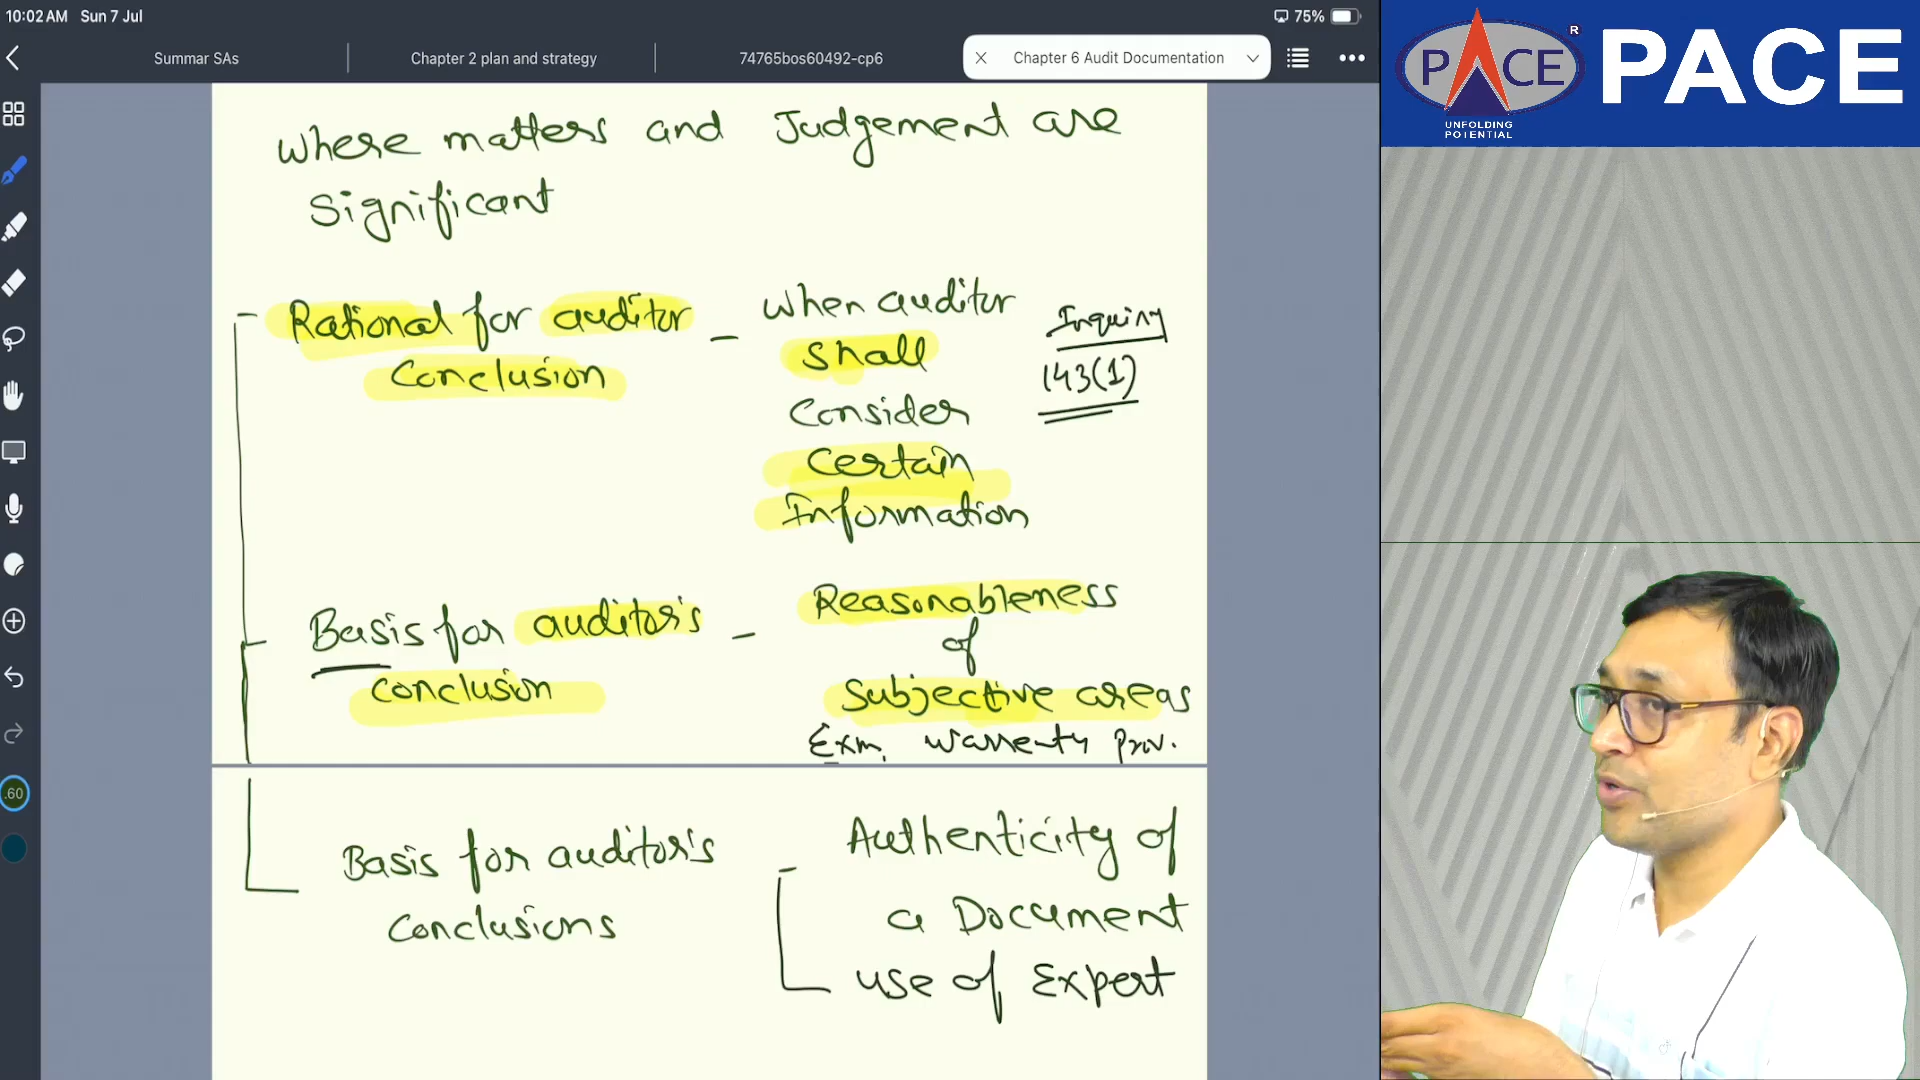 10:02 AM Sun 7 Jul
75%
Summar SAs
Chapter 2 plan and strategy
74765bos60492-cp6
Chapter 6 Audit Documentation
PACE
UNFOLDING
POTENTIAL
®
PACE
where matters and Judgement are
significant
Rational for auditor
Conclusion
when auditor
shall
Consider
Certain
Information
Inquiry
143(1)
Basis for auditor's
conclusion
Reasonableness
of
Subjective areas
Exm, warrenty prov.
Basis for auditor's
conclusions
Authenticity of
a Document
use of Expert
.60